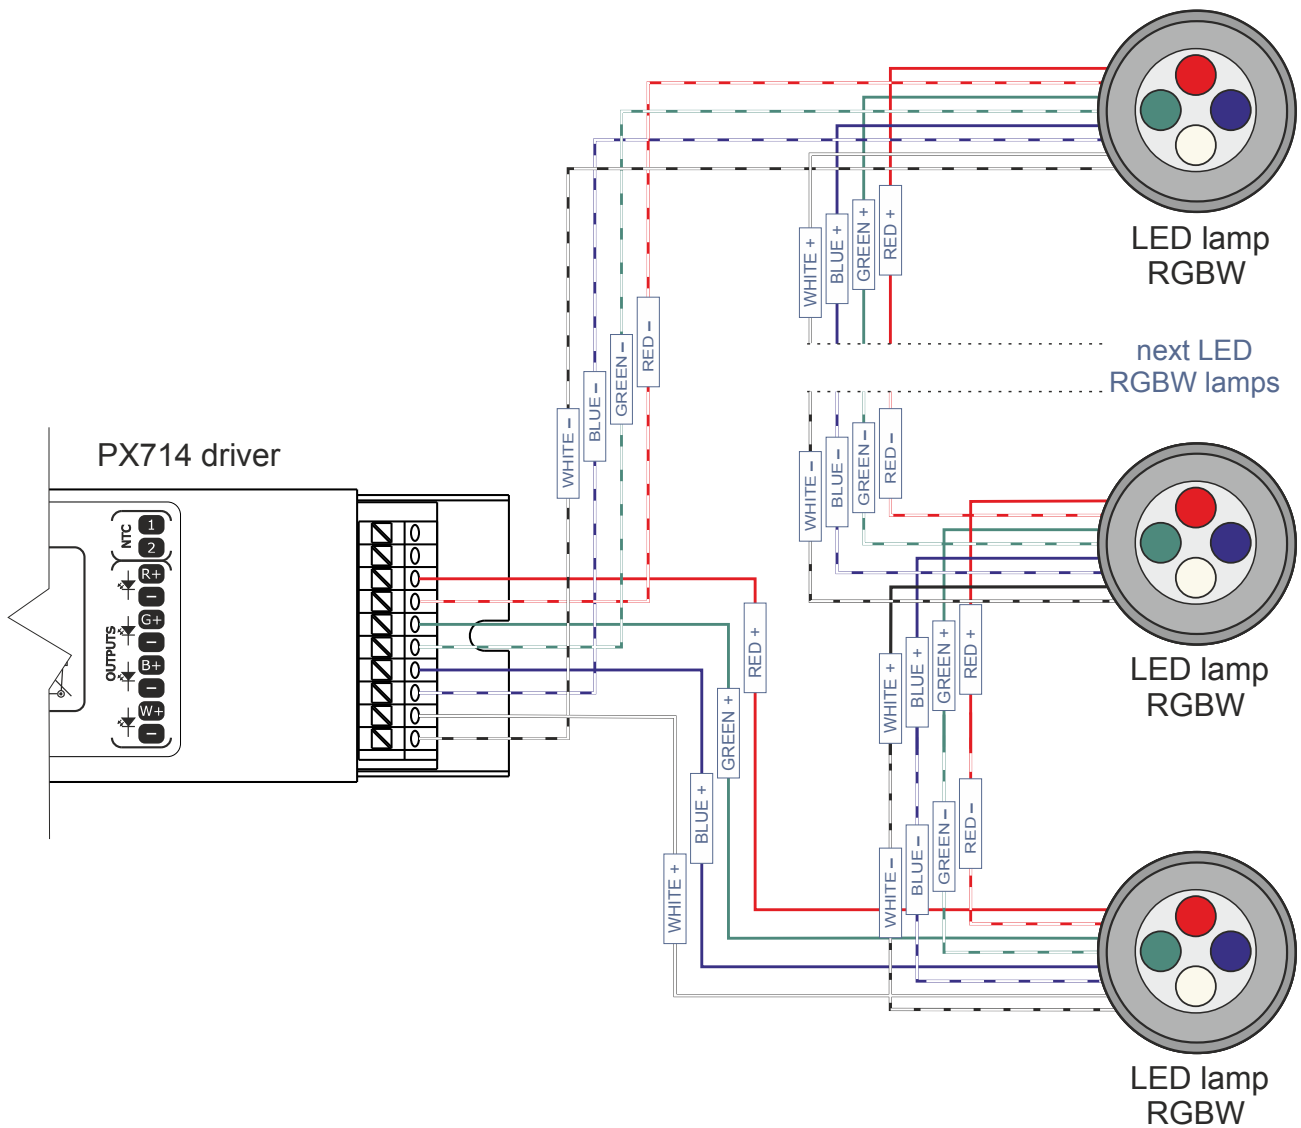 LED lamp
RGBW
WHITE +
BLUE +
GREEN +
RED +
next LED
RGBW lamps
WHITE –
BLUE –
GREEN –
RED –
WHITE –
BLUE –
GREEN –
RED –
PX714 driver
NTC
1
2
OUTPUTS
R+
–
G+
–
B+
–
W+
–
LED lamp
RGBW
RED +
GREEN +
BLUE +
WHITE +
WHITE +
BLUE +
GREEN +
RED +
WHITE –
BLUE –
GREEN –
RED –
LED lamp
RGBW